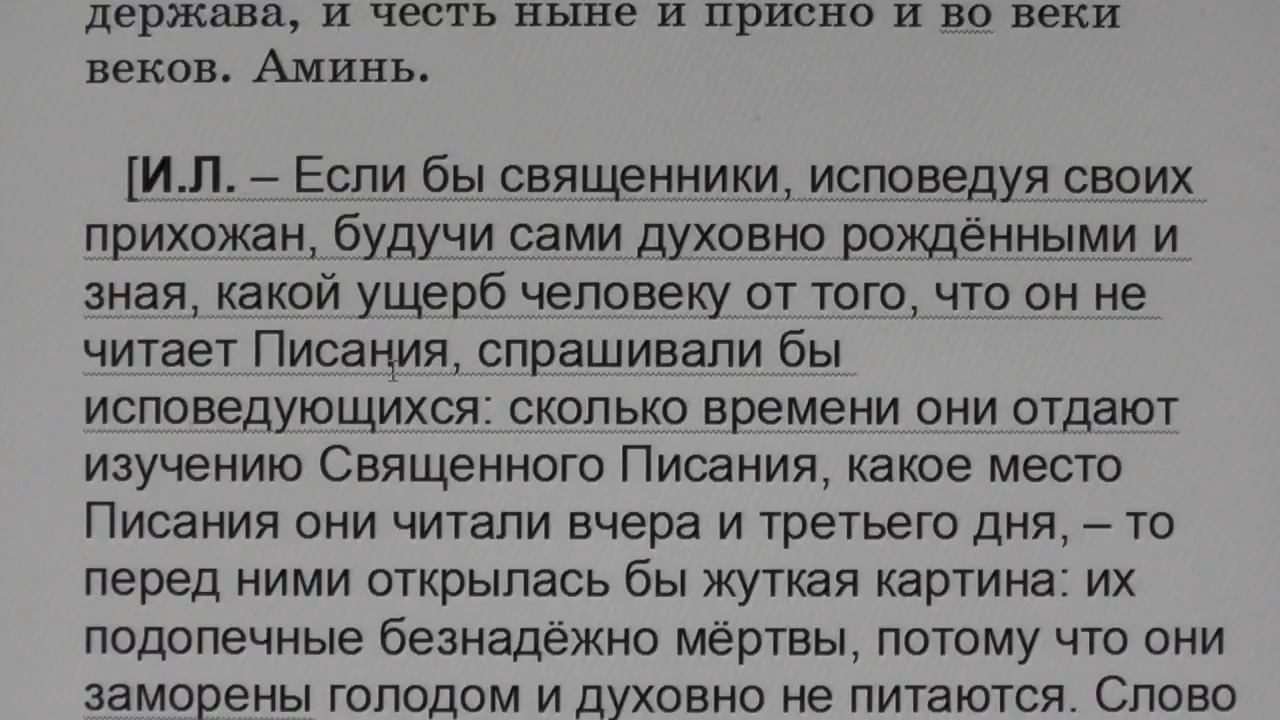 держава, и честь ныне и присно и во веки
веков. Аминь.
[И.Л. – Если бы священники, исповедуя своих
прихожан, будучи сами духовно рождёнными и
зная, какой ущерб человеку от того, что он не
читает Писания, спрашивали бы
исповедующихся: сколько времени они отдают
изучению Священного Писания, какое место
Писания они читали вчера и третьего дня, – то
перед ними открылась бы жуткая картина: их
подопечные безнадёжно мёртвы, потому что они
заморены голодом и духовно не питаются. Слово